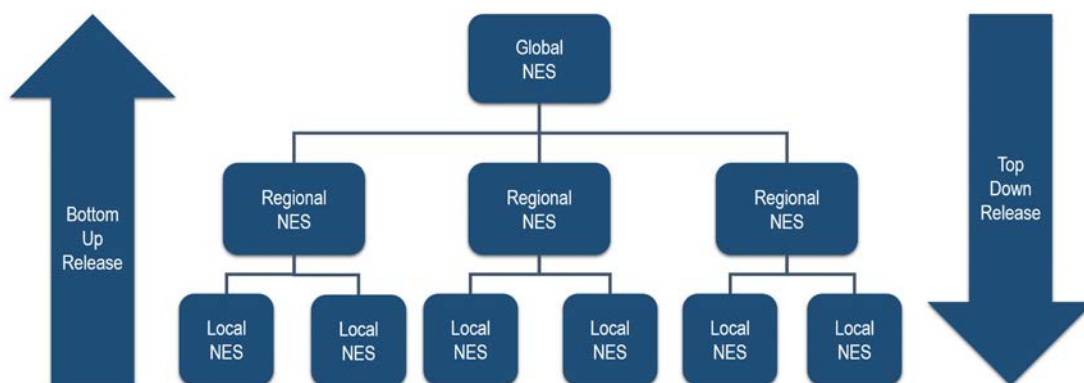 Global
NES
Bottom
Up
Release
Regional
NES
Regional
NES
Regional
NES
Top
Down
Release
Local
NES
Local
NES
Local
NES
Local
NES
Local
NES
Local
NES